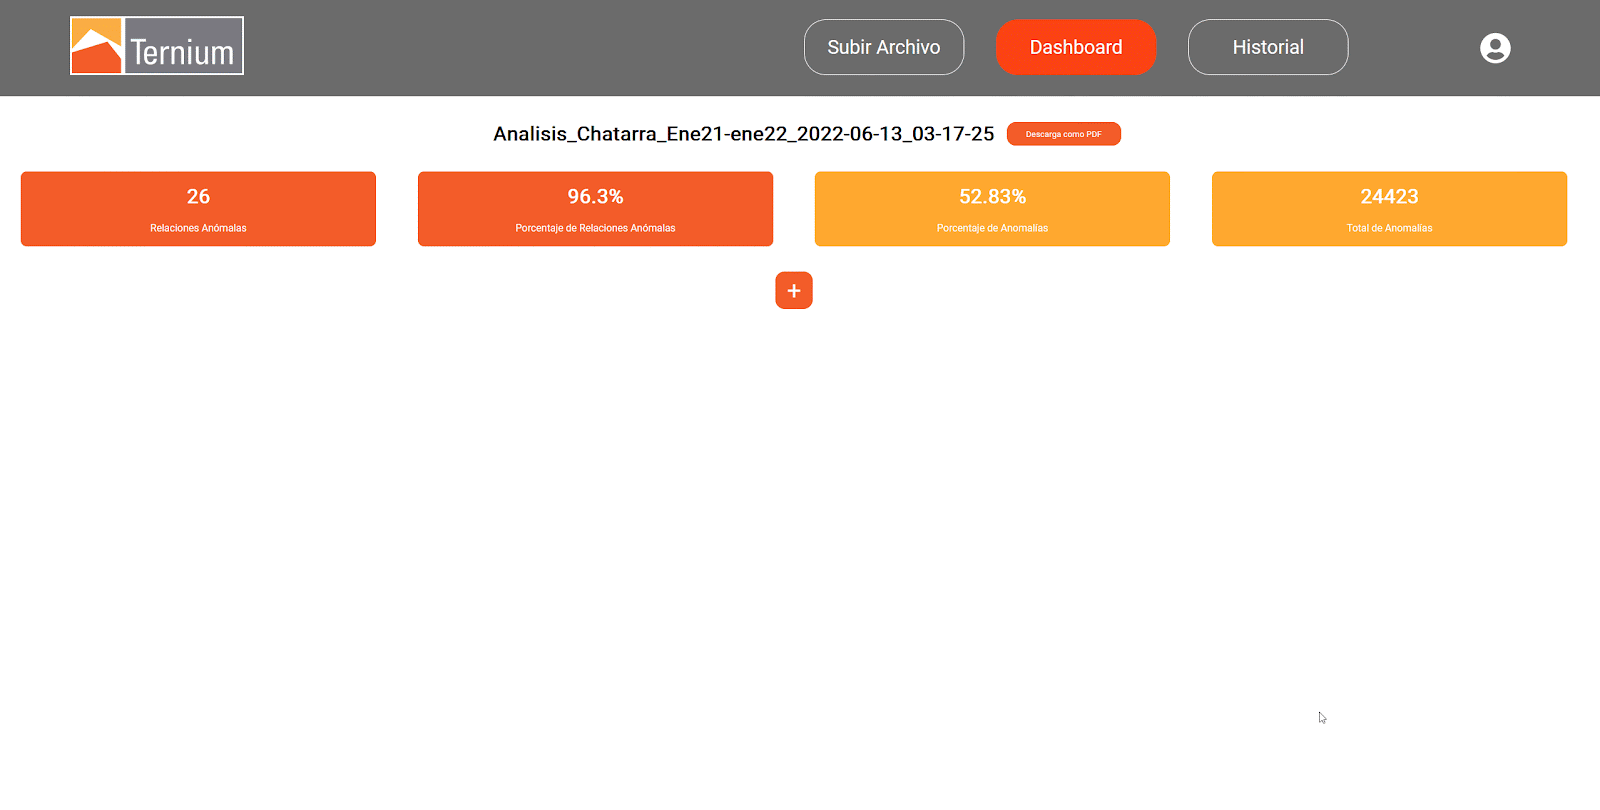 Ternium
Subir Archivo
Dashboard
Historial
Analisis_Chatarra_Ene21-ene22_2022-06-13_03-17-25
Descarga como PDF
26
Relaciones Anómalas
96.3%
Porcentaje de Relaciones Anómalas
52.83%
Porcentaje de Anomalías
24423
Total de Anomalías
+